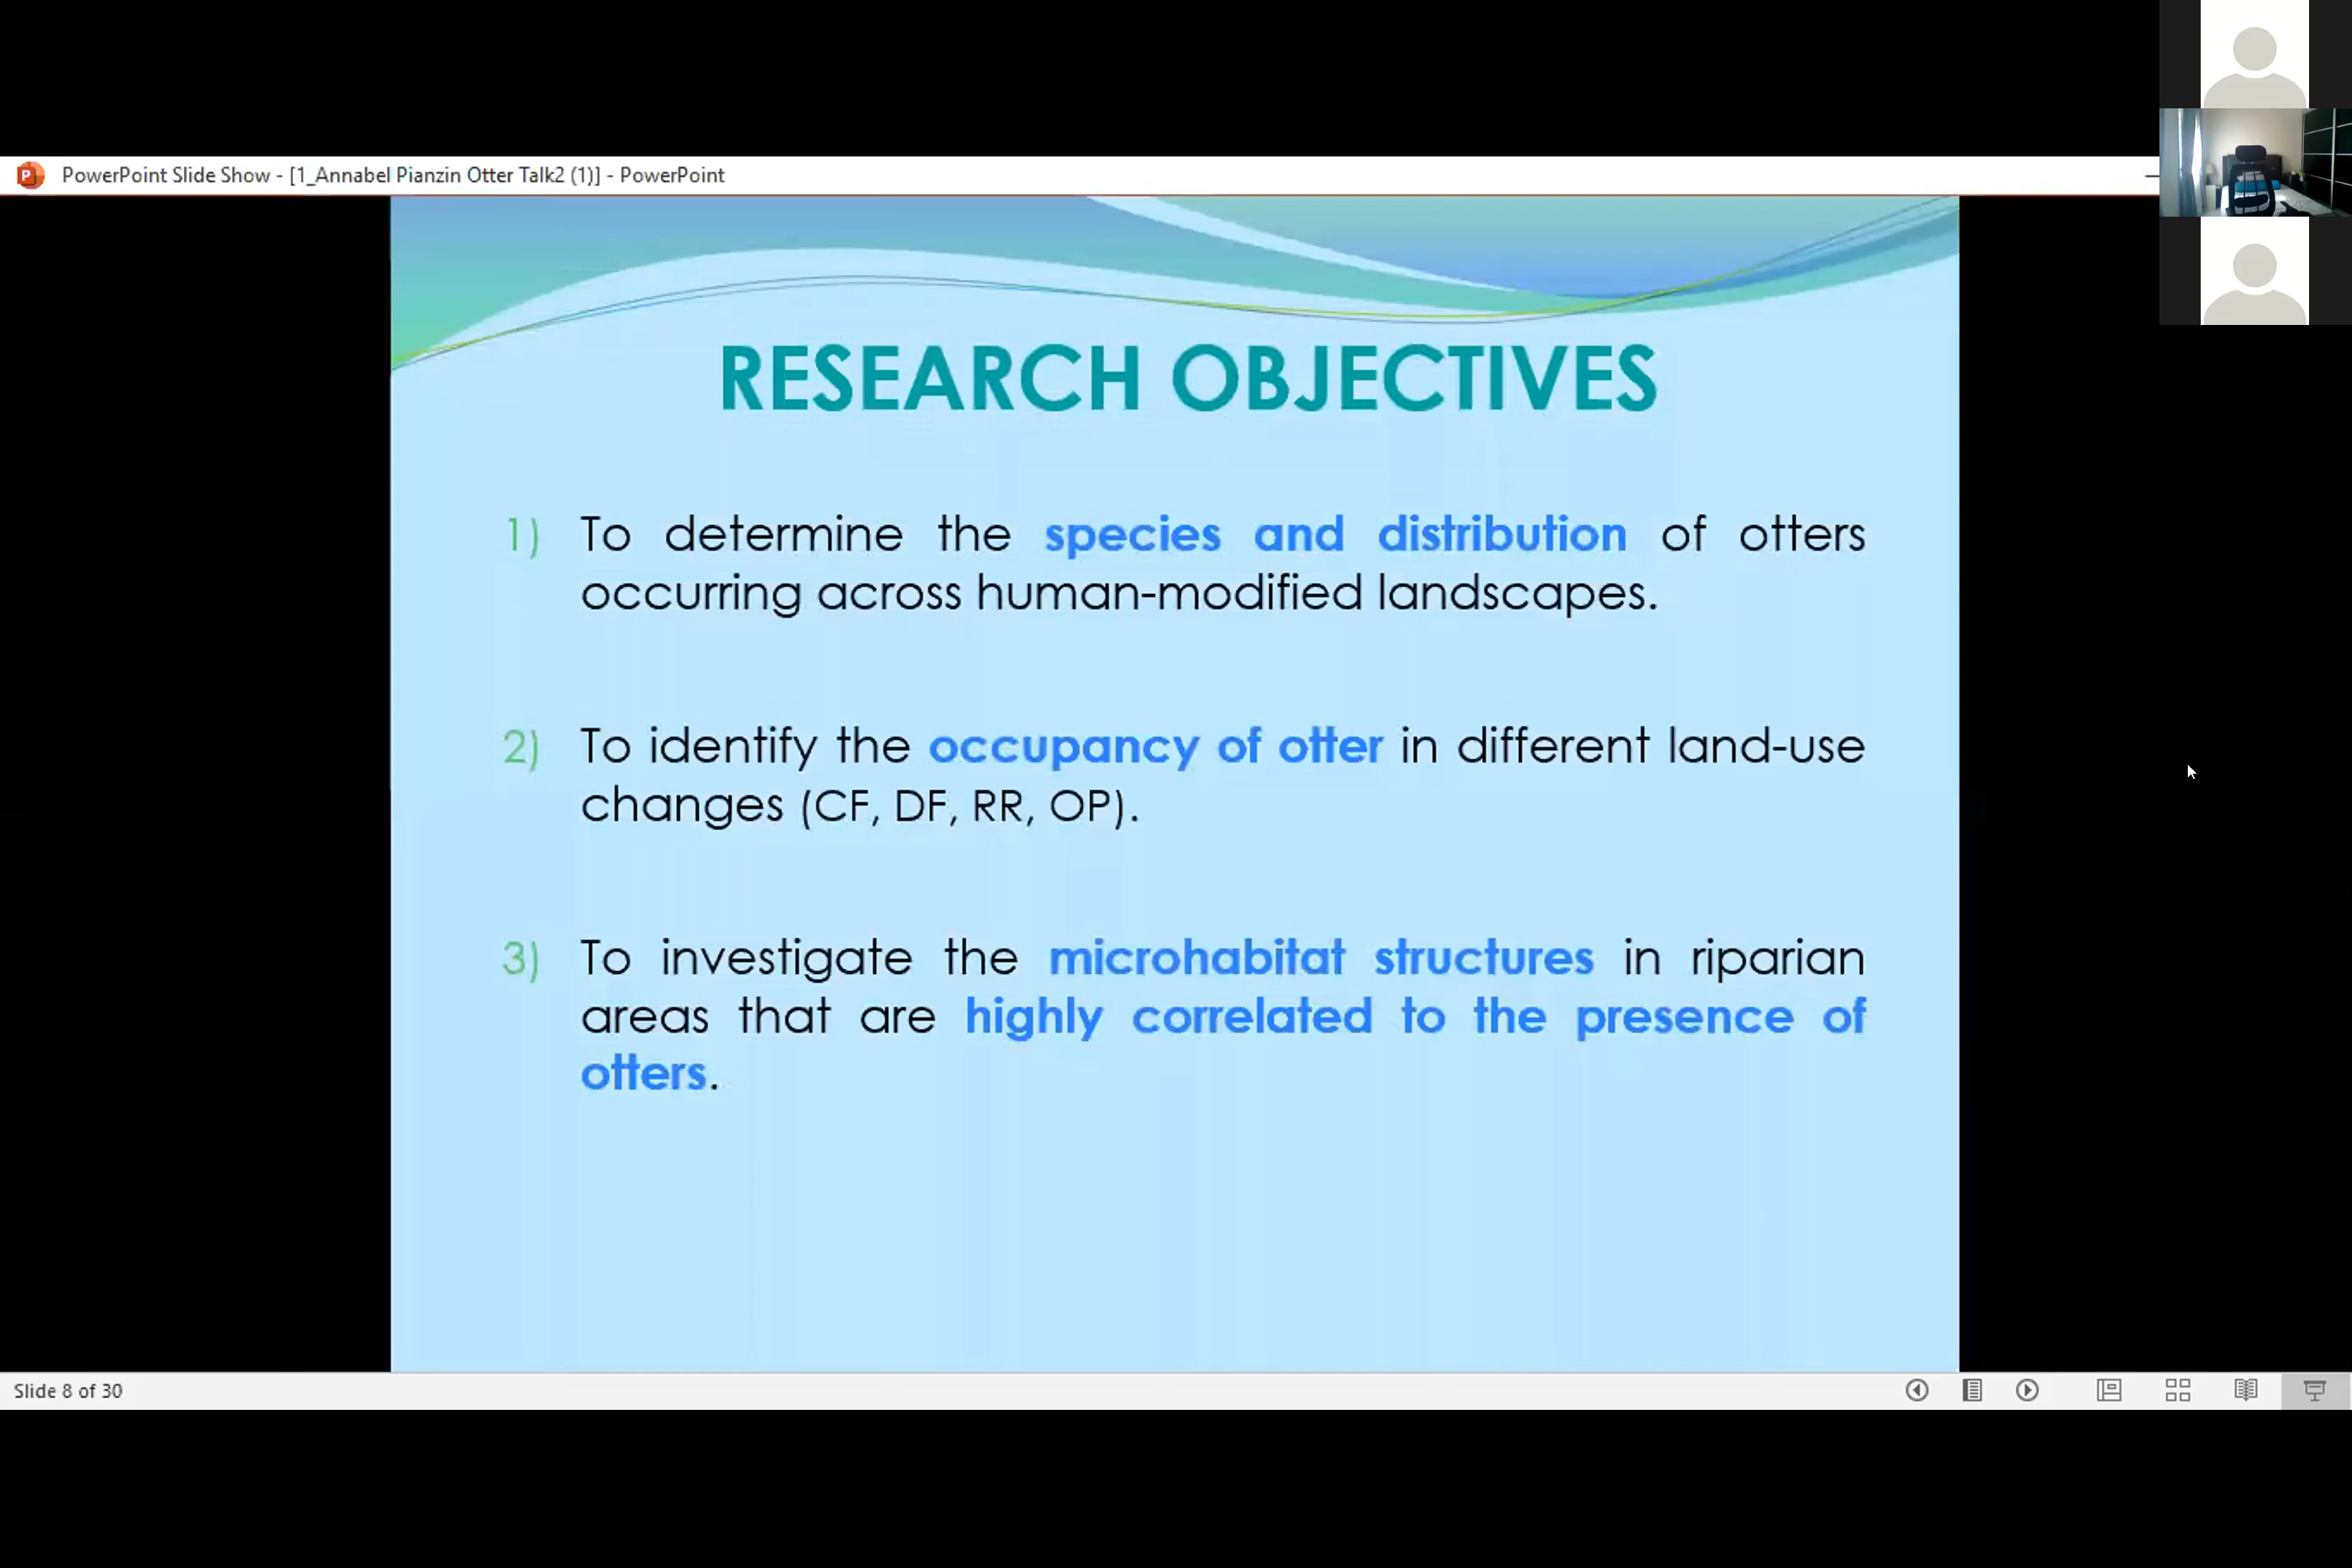 PowerPoint Slide Show - [1_Annabel Pianzin Otter Talk2 (1)] - PowerPoint
RESEARCH OBJECTIVES
1) To determine the species and distribution of otters
occurring across human-modified landscapes.
2) To identify the occupancy of otter in different land-use
changes (CF, DF, RR, OP).
3) To investigate the microhabitat structures in riparian
areas that are highly correlated to the presence of
otters.
Slide 8 of 30